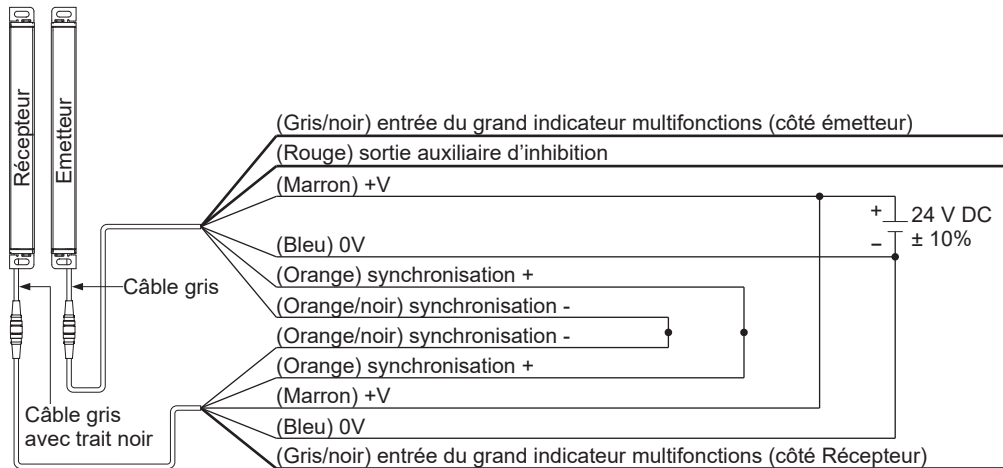 Récepteur
Emetteur
(Gris/noir) entrée du grand indicateur multifonctions (côté émetteur)
(Rouge) sortie auxiliaire d'inhibition
(Marron) +V
+
24 V DC
− ± 10%
(Bleu) 0V
(Orange) synchronisation +
Câble gris
(Orange/noir) synchronisation -
(Orange/noir) synchronisation -
(Orange) synchronisation +
(Marron) +V
Câble gris
avec trait noir
(Bleu) 0V
(Gris/noir) entrée du grand indicateur multifonctions (côté Récepteur)